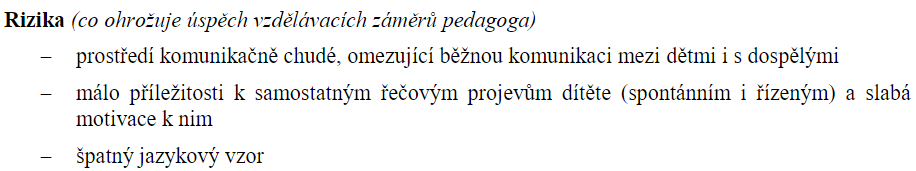 Rizika (co ohrožuje úspěch vzdělávacích záměrů pedagoga)
– prostředí komunikačně chudé, omezující běžnou komunikaci mezi dětmi i s dospělými
– málo příležitosti k samostatným řečovým projevům dítěte (spontánním i řízeným) a slabá
motivace k nim
– špatný jazykový vzor